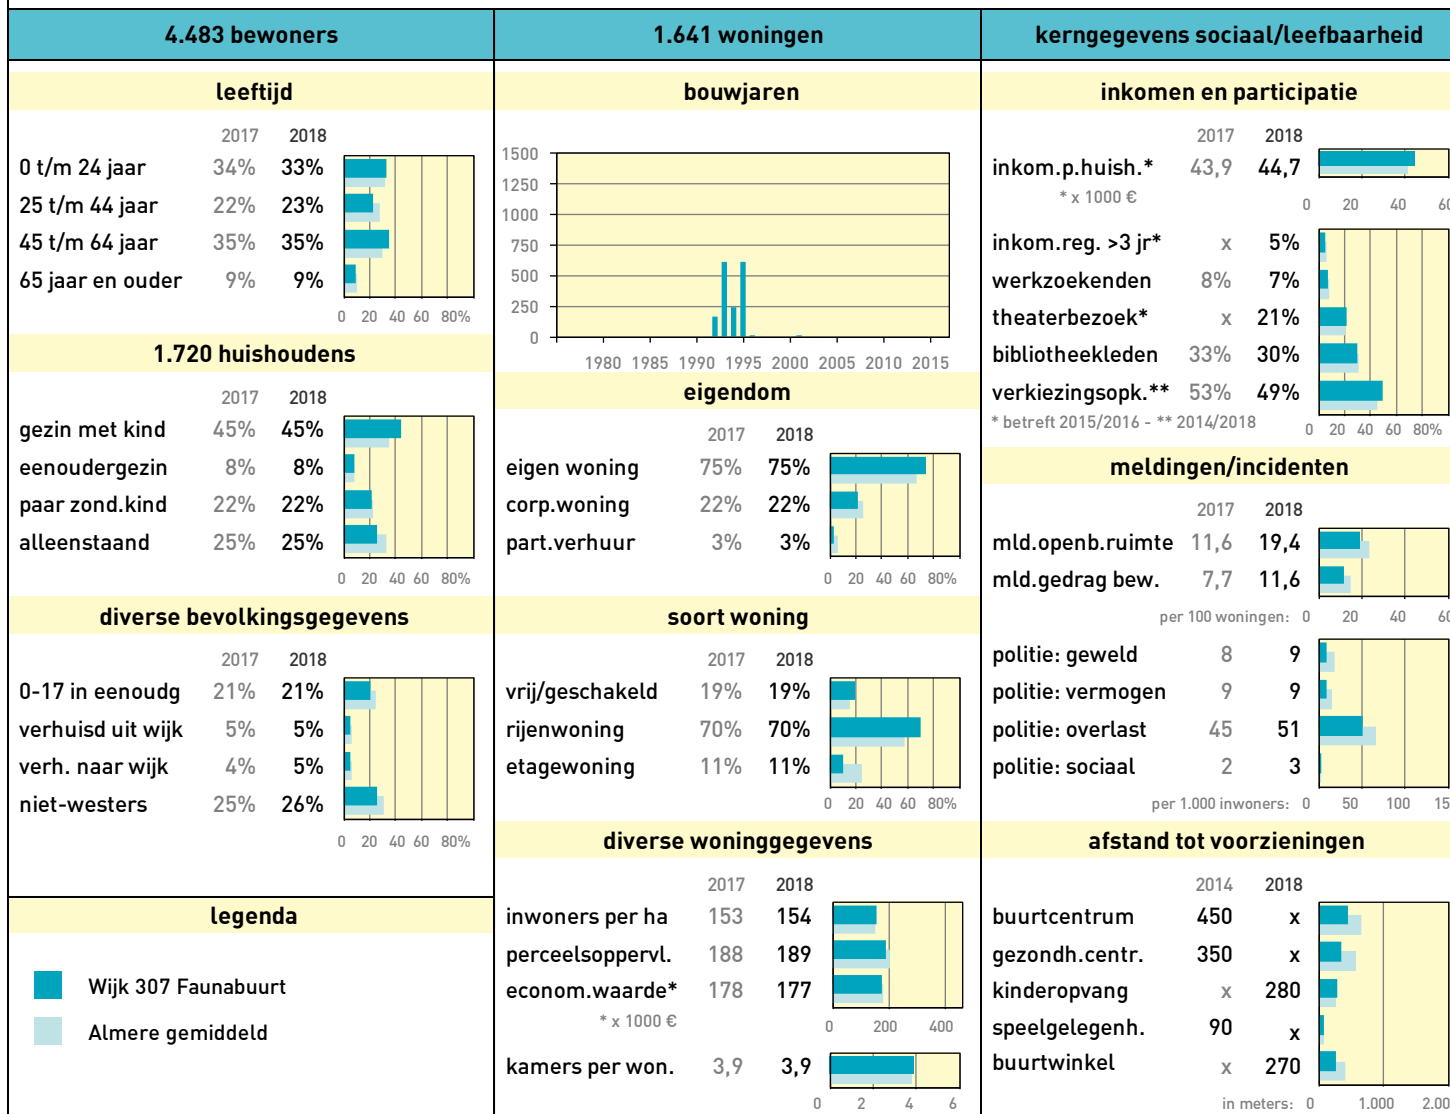 4.483 bewoners
leeftijd
2017 2018
0 t/m 24 jaar 34% 33%
25 t/m 44 jaar 22% 23%
45 t/m 64 jaar 35% 35%
65 jaar en ouder 9% 9%
0 20 40 60 80%
1.720 huishoudens
2017 2018
gezin met kind 45% 45%
eenoudergezin 8% 8%
paar zond.kind 22% 22%
alleenstaand 25% 25%
0 20 40 60 80%
diverse bevolkingsgegevens
2017 2018
0-17 in eenoudg 21% 21%
verhuisd uit wijk 5% 5%
verh. naar wijk 4% 5%
niet-westers 25% 26%
0 20 40 60 80%
legenda
Wijk 307 Faunabuurt
Almere gemiddeld
1.641 woningen
bouwjaren
1500
1250
1000
750
500
250
0
1980 1985 1990 1995 2000 2005 2010 2015
eigendom
2017 2018
eigen woning 75% 75%
corp.woning 22% 22%
part.verhuur 3% 3%
0 20 40 60 80%
soort woning
2017 2018
vrij/geschakeld 19% 19%
rijenwoning 70% 70%
etagewoning 11% 11%
0 20 40 60 80%
diverse woninggegevens
2017 2018
inwoners per ha 153 154
perceelsoppervl. 188 189
econom.waarde* 178 177
* x 1000 €
0 200 400
kamers per won. 3,9 3,9
0 2 4 6
kerngegevens sociaal/leefbaarheid
inkomen en participatie
2017 2018
inkom.p.huish.* 43,9 44,7
* x 1000 €
0 20 40 60
inkom.reg. >3 jr* x 5%
werkzoekenden 8% 7%
theaterbezoek* x 21%
bibliotheekleden 33% 30%
verkiezingsopk.** 53% 49%
* betreft 2015/2016 - ** 2014/2018
0 20 40 60 80%
meldingen/incidenten
2017 2018
mld.openb.ruimte 11,6 19,4
mld.gedrag bew. 7,7 11,6
per 100 woningen: 0 20 40 60
politie: geweld 8 9
politie: vermogen 9 9
politie: overlast 45 51
politie: sociaal 2 3
per 1.000 inwoners: 0 50 100 15
afstand tot voorzieningen
2014 2018
buurtcentrum 450 x
gezondh.centr. 350 x
kinderopvang x 280
speelgelegenh. 90 x
buurtwinkel x 270
in meters: 0 1.000 2.00